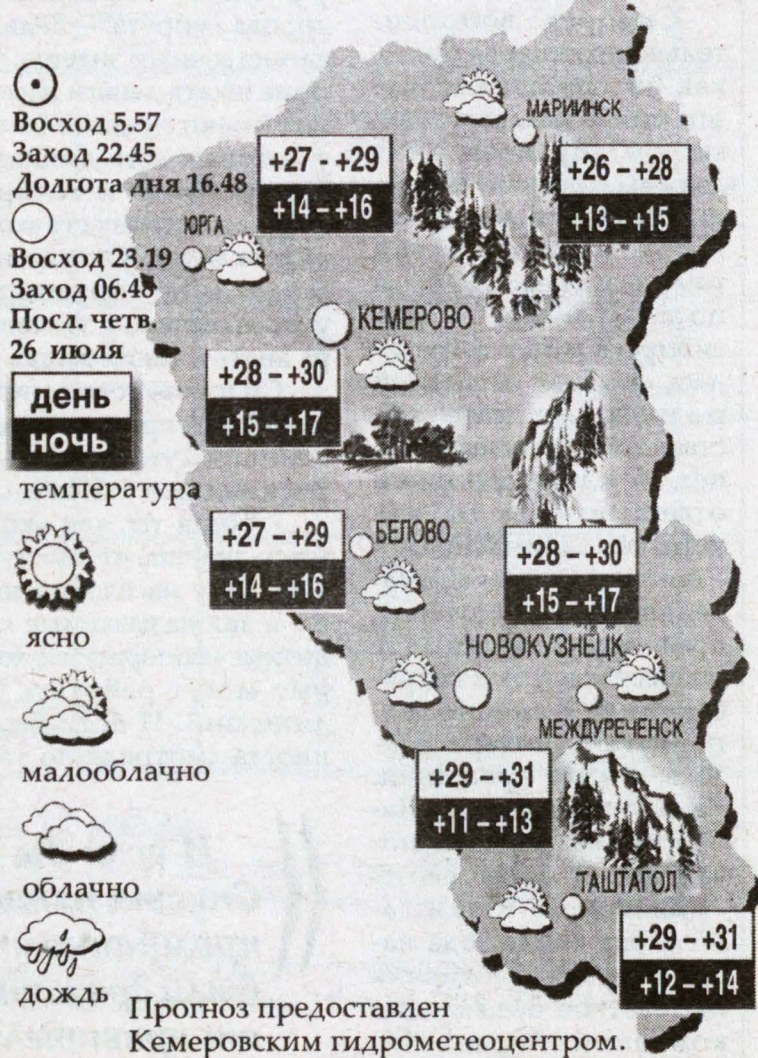 Восход 5.57
Заход 22.45
Долгота дня 16.48
Восход 23.19
Заход 06.48
Посл. четв.
26 июля
день
ночь
температура
ясно
малооблачно
облачно
дождь
МАРИИНСК
+27 - +29
+14 – +16
+26 – +28
+13 – +15
ЮРГА
КЕМЕРОВО
+28 – +30
+15 – +17
+27 – +29
+14 – +16
БЕЛОВО
+28 – +30
+15 – +17
НОВОКУЗНЕЦК
МЕЖДУРЕЧЕНСК
+29 – +31
+11 – +13
ТАШТАГОЛ
+29 – +31
+12 – +14
Прогноз предоставлен
Кемеровским гидрометеоцентром.